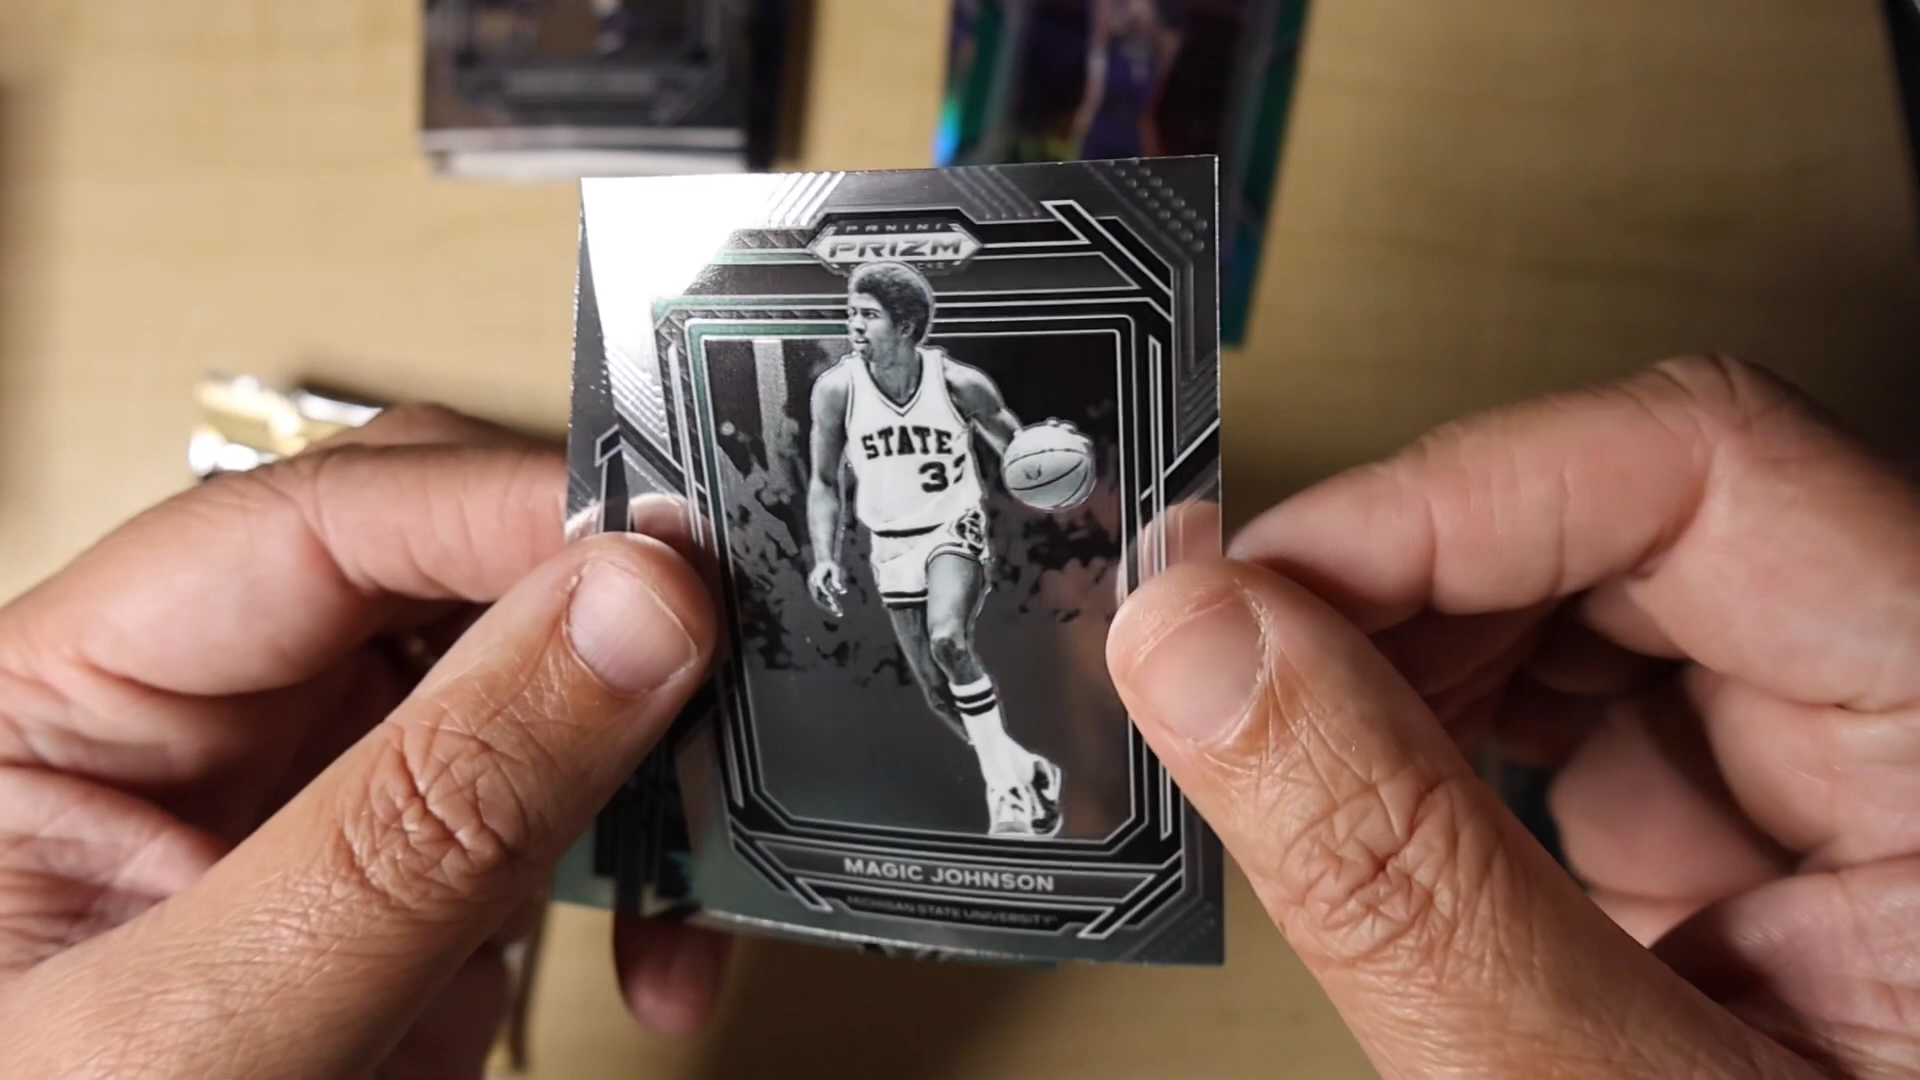 PANINI
PRIZM
STATE
33
MAGIC JOHNSON
MICHIGAN STATE UNIVERSITY